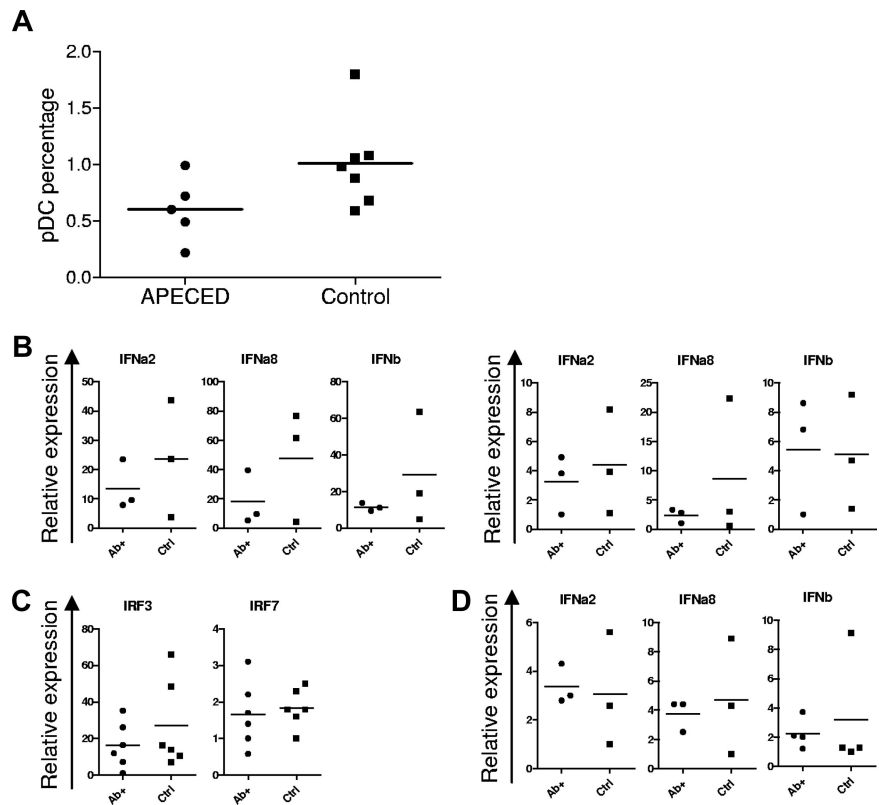 A
pDC percentage
2.0
1.5
1.0
0.5
0.0
APECED
Control
B
Relative expression
IFNa2
50
40
30
20
10
0
Ab+
Ctrl
IFNa8
100
80
60
40
20
0
Ab+
Ctrl
IFNb
80
60
40
20
0
Ab+
Ctrl
Relative expression
IFNa2
10
8
6
4
2
0
Ab+
Ctrl
IFNa8
25
20
15
10
5
0
Ab+
Ctrl
IFNb
10
8
6
4
2
0
Ab+
Ctrl
C
Relative expression
IRF3
80
60
40
20
0
Ab+
Ctrl
IRF7
4
3
2
1
0
Ab+
Ctrl
D
Relative expression
IFNa2
6
4
2
0
Ab+
Ctrl
IFNa8
10
8
6
4
2
0
Ab+
Ctrl
IFNb
10
8
6
4
2
0
Ab+
Ctrl